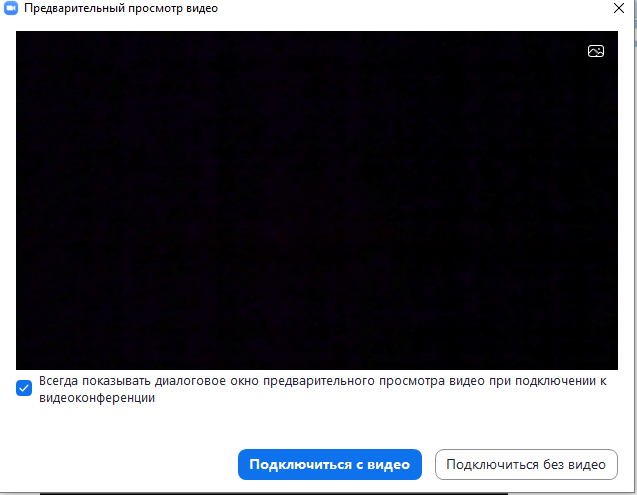 Предварительный просмотр видео
Всегда показывать диалоговое окно предварительного просмотра видео при подключении к
видеоконференции
Подключиться с видео
Подключиться без видео